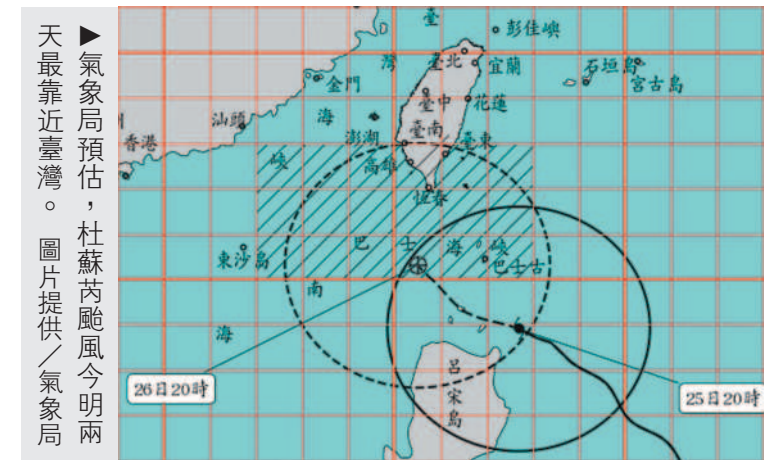 ▶氣象局預估,杜蘇芮颱風今明兩
天最靠近臺灣。 圖片提供/氣象局
臺
彭佳嶼
灣
臺北
宜蘭
石垣島
宮古島
金門
臺中
花蓮
汕頭
海
香港
澎湖
臺南
臺東
峽
高雄
恆春
巴
士
海
峽
東沙島
巴士古
南
海
呂
宋
島
26日20時
25日20時